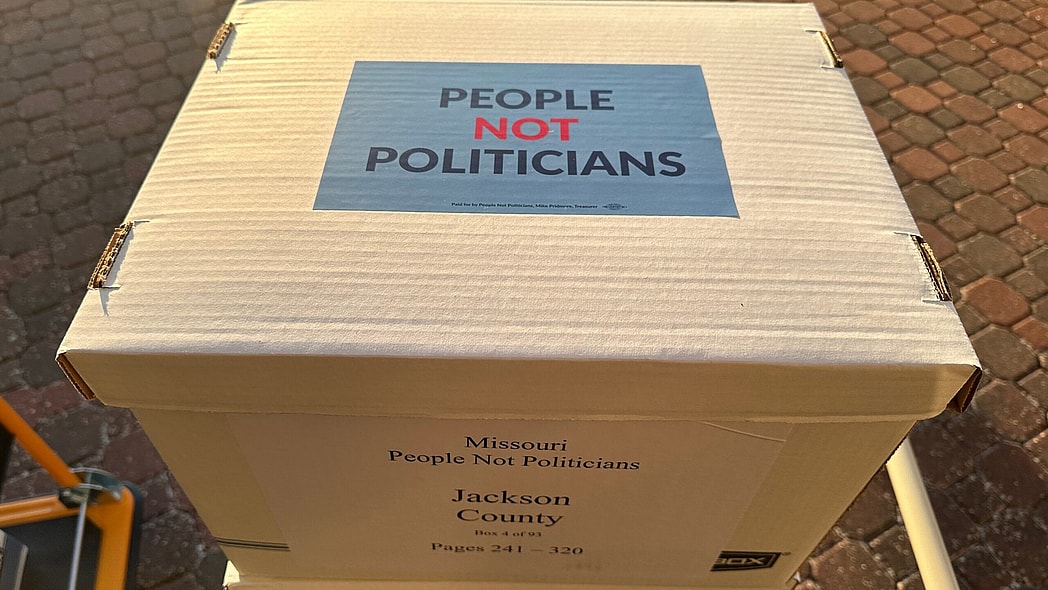 PEOPLE
NOT
POLITICIANS
Paid for by People Not Politicians, Mike Pridmore, Treasurer
Missouri
People Not Politicians
Jackson
County
Box 4 of 93
Pages 241 – 320
BOX